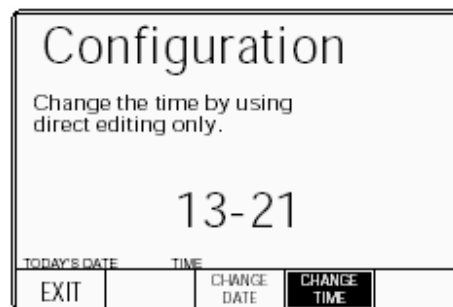 Configuration
Change the time by using
direct editing only.
13-21
TODAY'S DATE TIME
EXIT CHANGE DATE CHANGE TIME